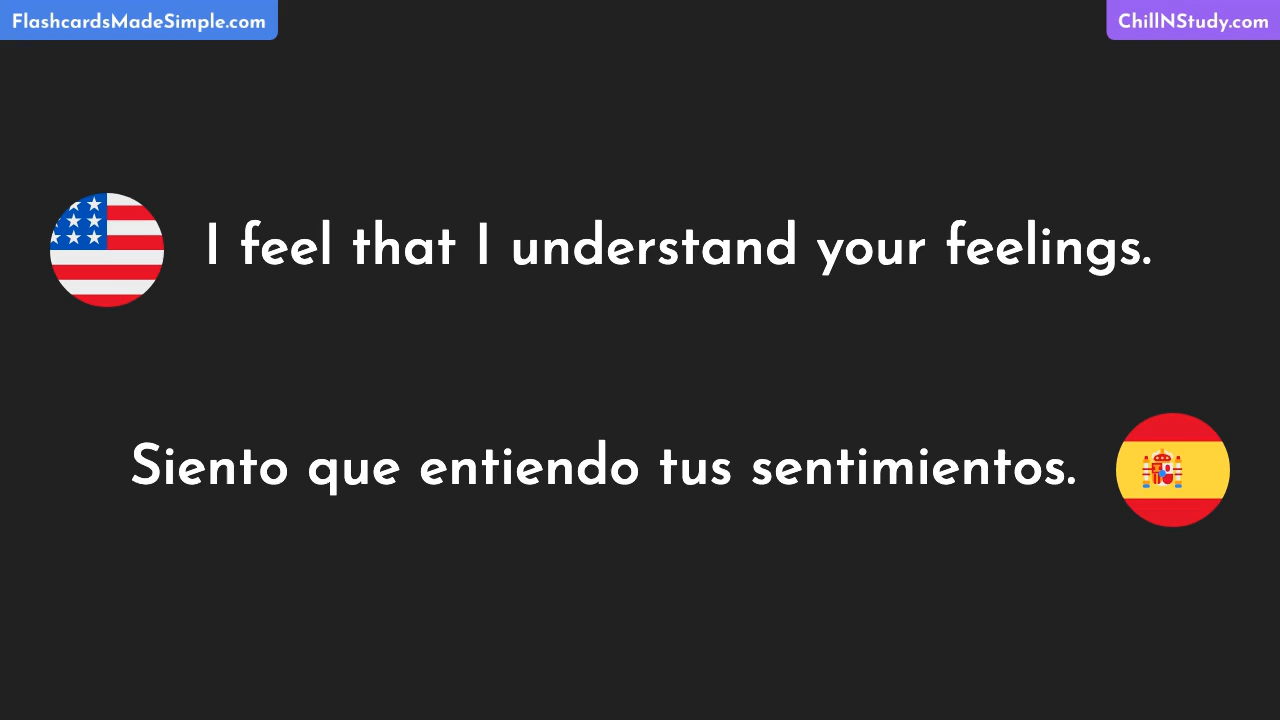 FlashcardsMadeSimple.com
ChillNStudy.com
I feel that I understand your feelings.
Siento que entiendo tus sentimientos.